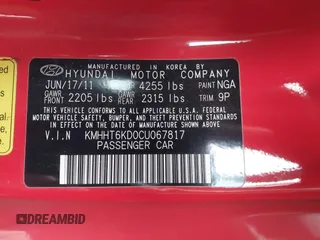 MANUFACTURED IN KOREA BY
HYUNDAI MOTOR COMPANY
JUN/17/11 GVWR 4255 lbs PAINT NGA
GAWR FRT 2205 lbs GAWR RR 2315 lbs TRIM 9P
THIS VEHICLE CONFORMS TO ALL APPLICABLE FEDERAL MOTOR VEHICLE SAFETY, BUMPER, AND THEFT PREVENTION STANDARDS IN EFFECT ON THE DATE OF MANUFACTURE SHOWN ABOVE.
V.I.N KMHHT6KD0CU067817
PASSENGER CAR
DREAMBID